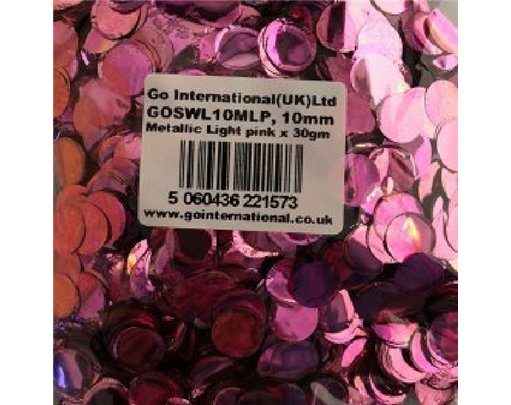 Go International(UK)Ltd
GOSWL10MLP, 10mm
Metallic Light pink x 30gm
5 060436 221573
www.gointernational.co.uk